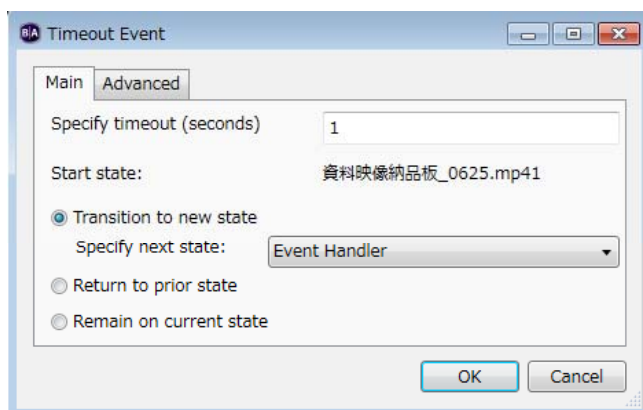 B|A Timeout Event
Main Advanced
Specify timeout (seconds) 1
Start state: 資料映像納品板_0625.mp41
Transition to new state
Specify next state: Event Handler
Return to prior state
Remain on current state
OK Cancel